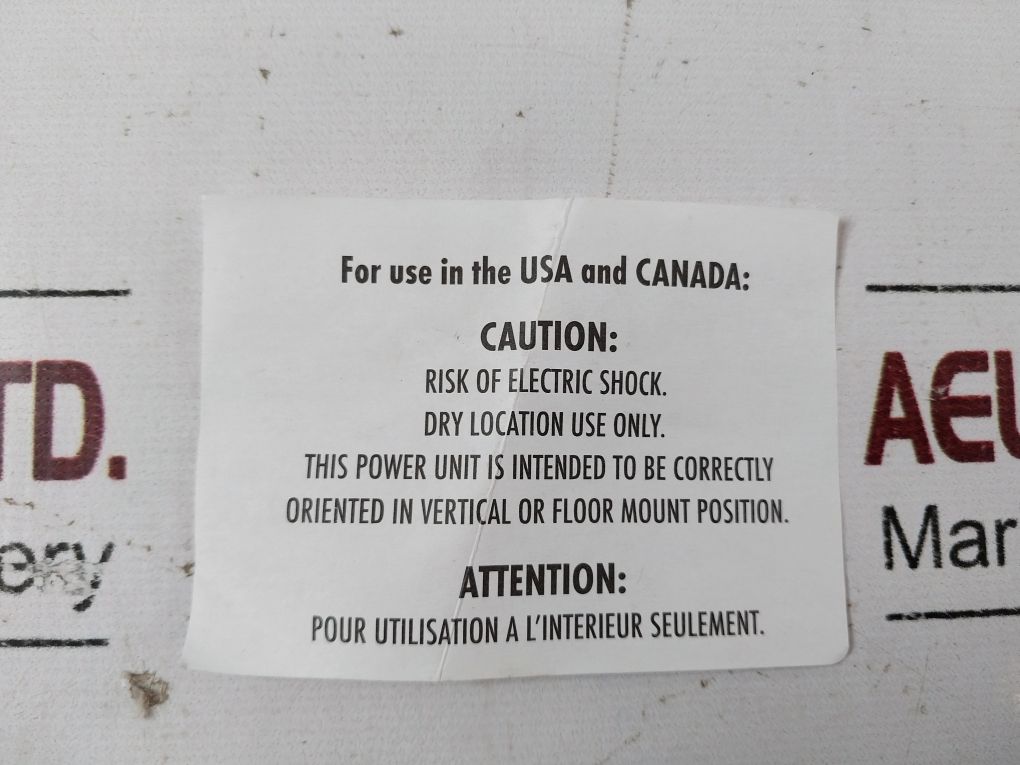 For use in the USA and CANADA:
CAUTION:
RISK OF ELECTRIC SHOCK.
DRY LOCATION USE ONLY.
THIS POWER UNIT IS INTENDED TO BE CORRECTLY
ORIENTED IN VERTICAL OR FLOOR MOUNT POSITION.
ATTENTION:
POUR UTILISATION A L'INTERIEUR SEULEMENT.
TD.
ery
AEU
Mar